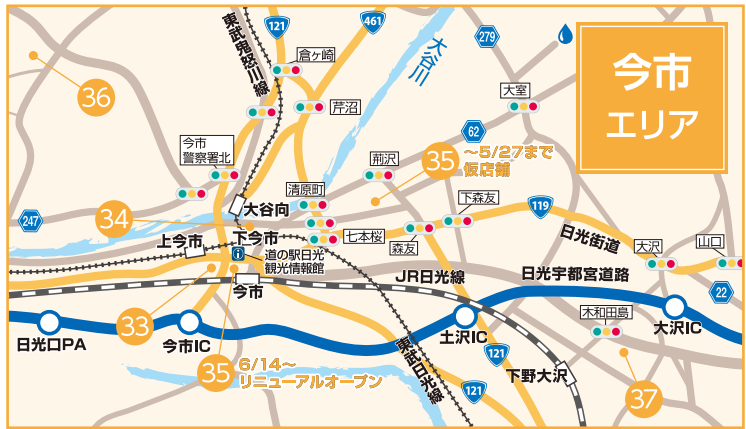 今市
エリア
121
461
279
倉ヶ崎
東武鬼怒川線
大谷川
36
芹沼
大室
62
今市
警察署北
前沢
35
～5/27まで
仮店舗
清原町
下森友
247
34
大谷向
七本桜
森友
119
日光街道
大沢
山口
上今市
下今市
道の駅日光
観光情報館
JR日光線
日光宇都宮道路
22
今市
木和田島
33
日光口PA
今市IC
土沢IC
大沢IC
35
6/14～
リニューアルオープン
東武日光線
121
121
下野大沢
37